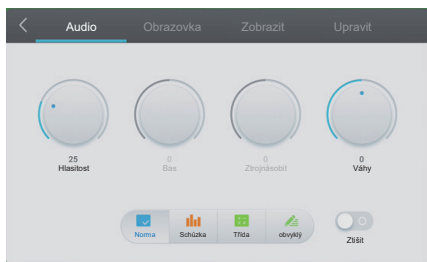 Audio Obrazovka Zobrazit Upravit
25 0 0 0
Hlasitost Bas Ztrojnásobit Váhy
Norma Schůzka Třída obvyklý Ztišit